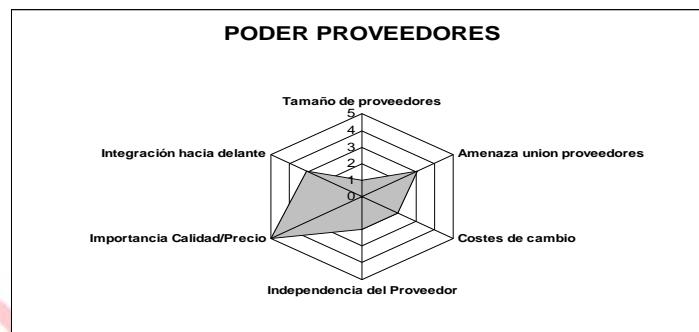 PODER PROVEEDORES
Tamaño de proveedores
5
4
3
2
1
0
Integración hacia delante
Amenaza union proveedores
Importancia Calidad/Precio
Costes de cambio
Independencia del Proveedor